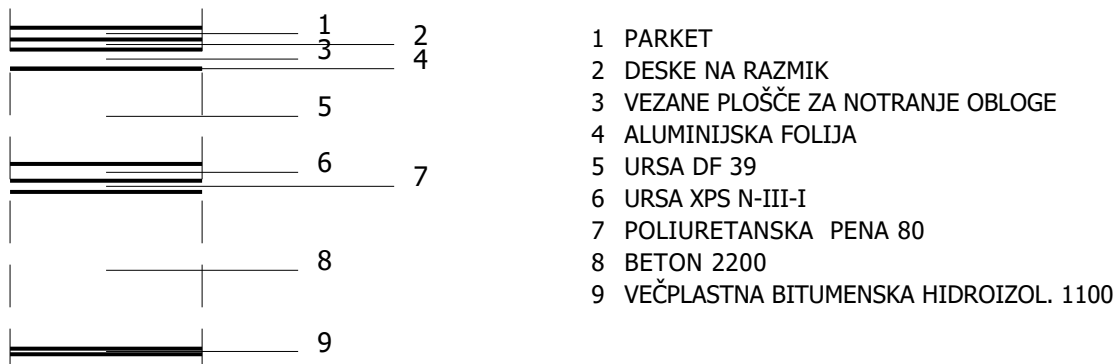 1
2
3
4
5
6
7
8
9
1 PARKET
2 DESKE NA RAZMIK
3 VEZANE PLOŠČE ZA NOTRANJE OBLOGE
4 ALUMINIJSKA FOLIJA
5 URSA DF 39
6 URSA XPS N-III-I
7 POLIURETANSKA PENA 80
8 BETON 2200
9 VEČPLASTNA BITUMENSKA HIDROIZOL. 1100